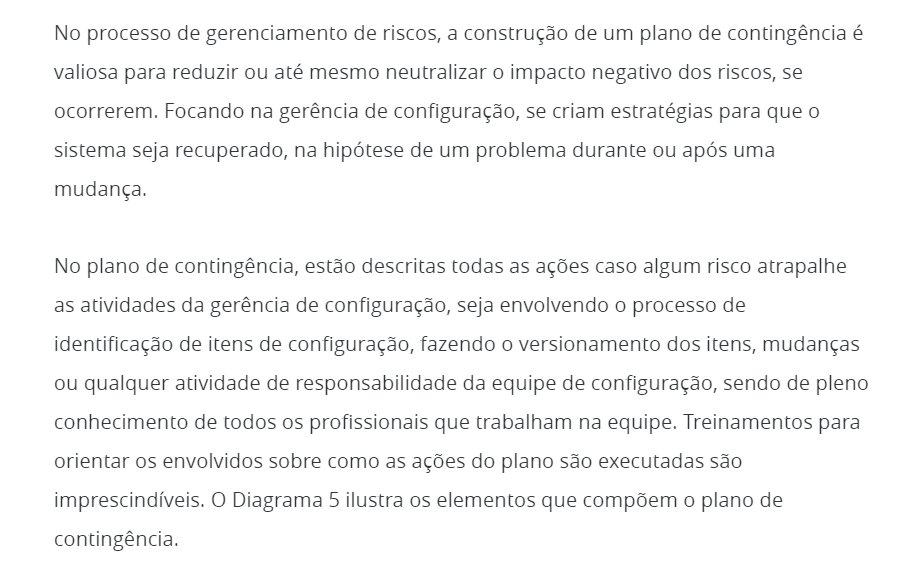 No processo de gerenciamento de riscos, a construção de um plano de contingência é
valiosa para reduzir ou até mesmo neutralizar o impacto negativo dos riscos, se
ocorrerem. Focando na gerência de configuração, se criam estratégias para que o
sistema seja recuperado, na hipótese de um problema durante ou após uma
mudança.
No plano de contingência, estão descritas todas as ações caso algum risco atrapalhe
as atividades da gerência de configuração, seja envolvendo o processo de
identificação de itens de configuração, fazendo o versionamento dos itens, mudanças
ou qualquer atividade de responsabilidade da equipe de configuração, sendo de pleno
conhecimento de todos os profissionais que trabalham na equipe. Treinamentos para
orientar os envolvidos sobre como as ações do plano são executadas são
imprescindíveis. O Diagrama 5 ilustra os elementos que compõem o plano de
contingência.